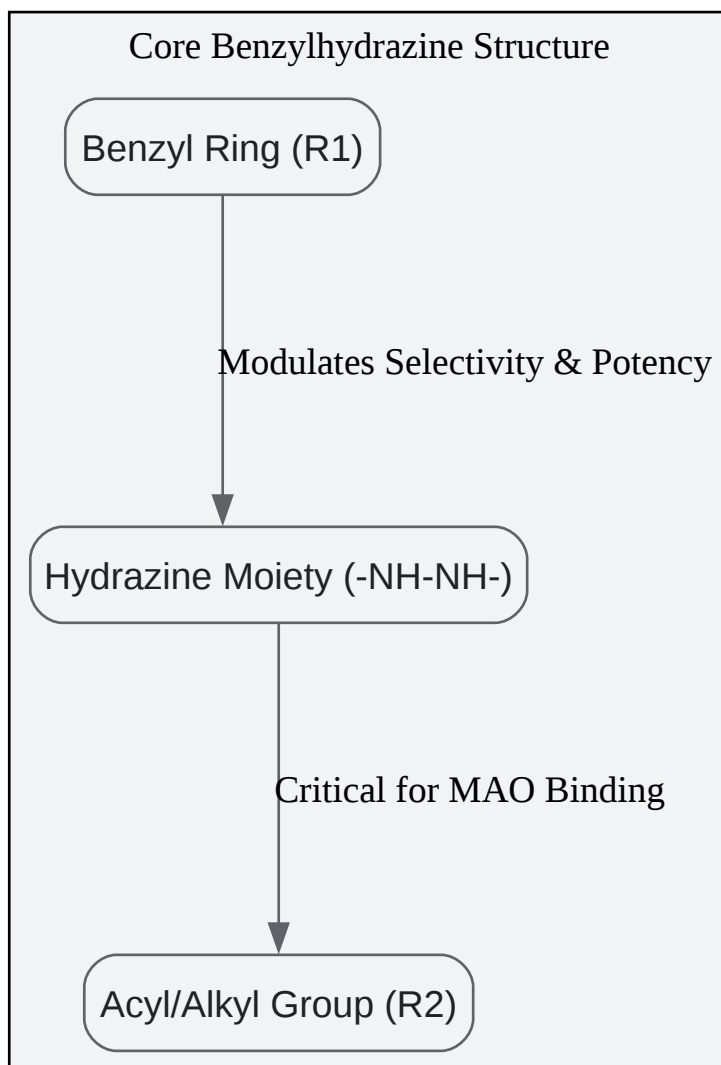 Core Benzylhydrazine Structure
Benzyl Ring (R1)
Modulates Selectivity & Potency
Hydrazine Moiety (-NH-NH-)
Critical for MAO Binding
Acyl/Alkyl Group (R2)